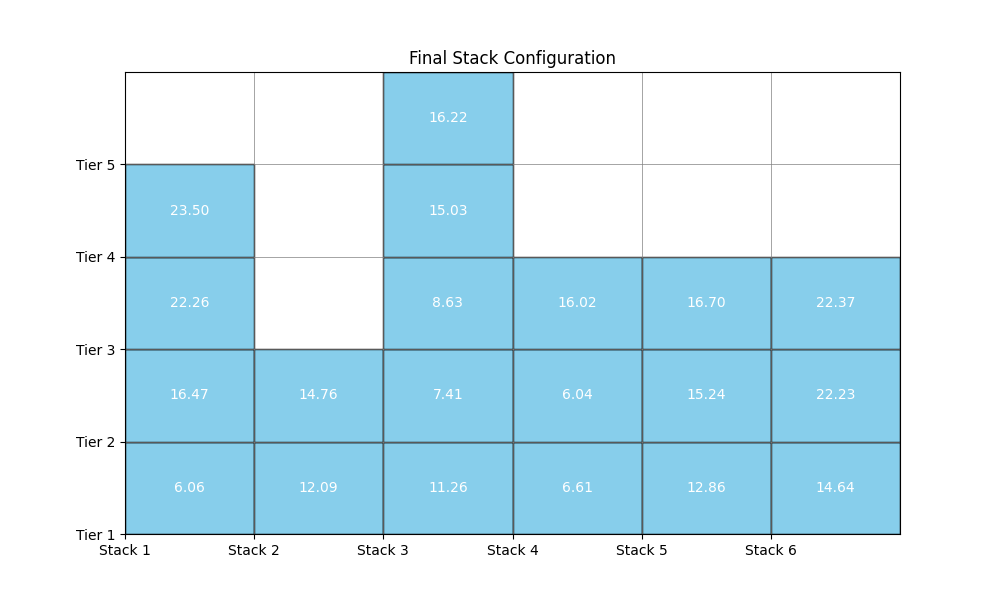 Final Stack Configuration
16.22
Tier 5
23.50 15.03
Tier 4
22.26 8.63 16.02 16.70 22.37
Tier 3
16.47 14.76 7.41 6.04 15.24 22.23
Tier 2
6.06 12.09 11.26 6.61 12.86 14.64
Tier 1
Stack 1 Stack 2 Stack 3 Stack 4 Stack 5 Stack 6